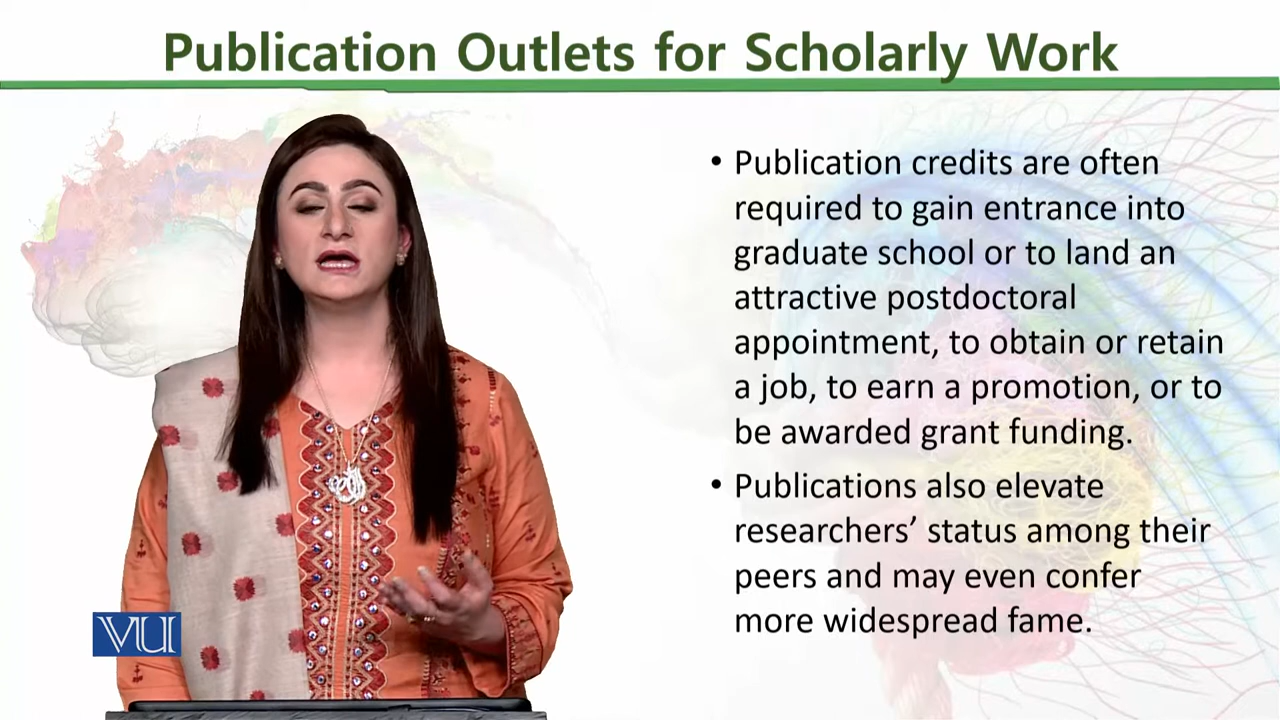 Publication Outlets for Scholarly Work
• Publication credits are often
required to gain entrance into
graduate school or to land an
attractive postdoctoral
appointment, to obtain or retain
a job, to earn a promotion, or to
be awarded grant funding.
• Publications also elevate
researchers’ status among their
peers and may even confer
more widespread fame.
VU